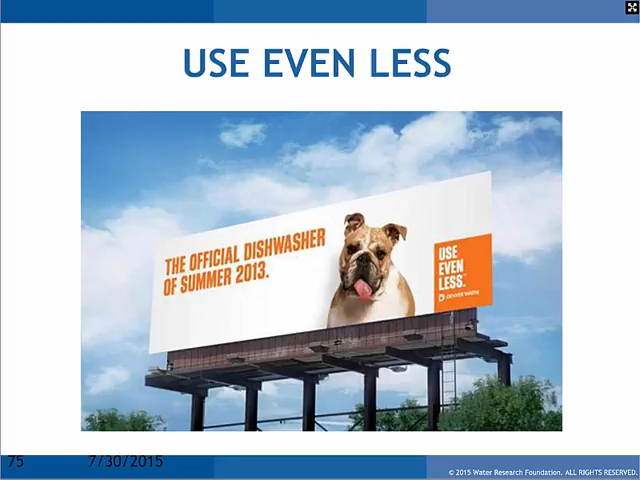 USE EVEN LESS
THE OFFICIAL DISHWASHER
OF SUMMER 2013.
USE
EVEN
LESS.
DENVER WATER
75
7/30/2015
© 2015 Water Research Foundation. ALL RIGHTS RESERVED.